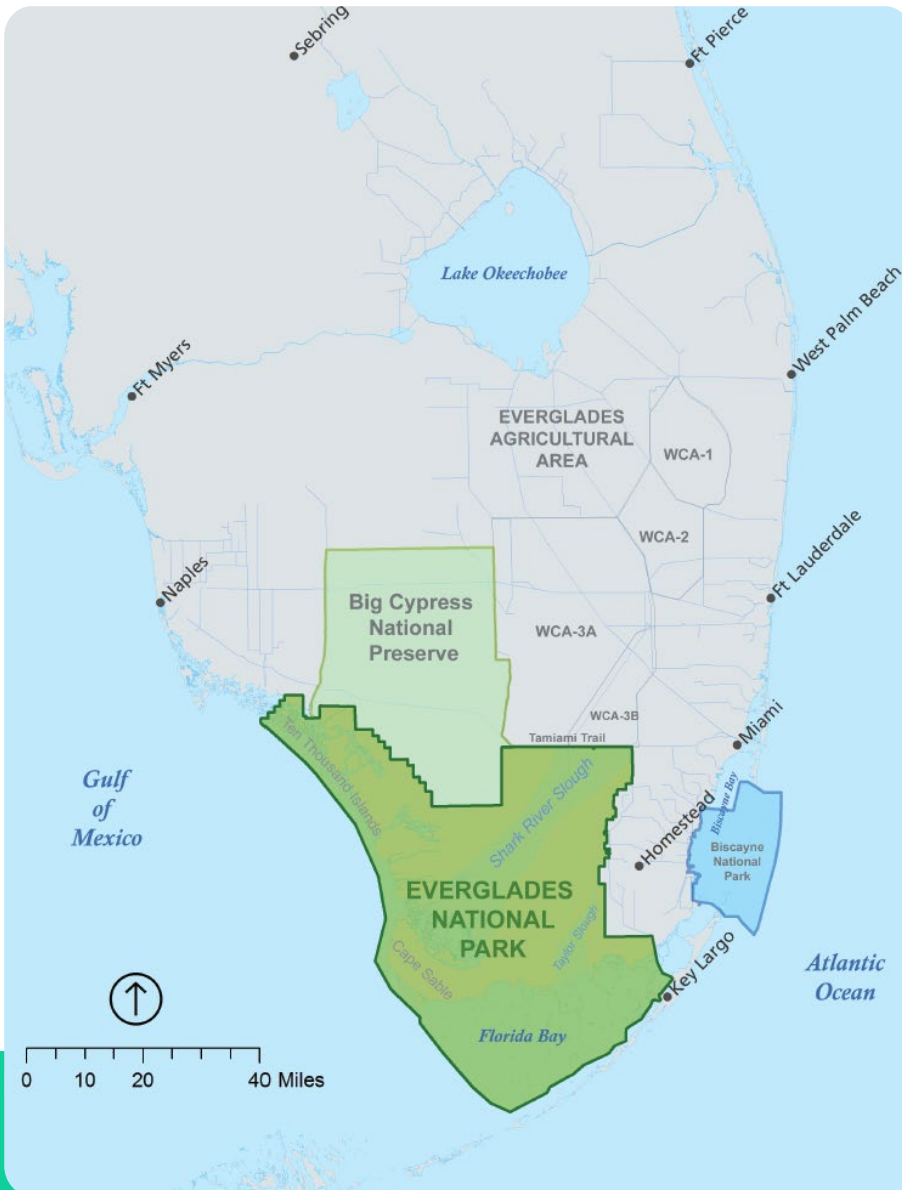 Sebring
Ft Pierce
Lake Okeechobee
West Palm Beach
Ft Myers
EVERGLADES
AGRICULTURAL
AREA
WCA-1
WCA-2
Ft Lauderdale
Naples
Big Cypress
National
Preserve
WCA-3A
WCA-3B
Tamiami Trail
Miami
Ten Thousand Islands
Gulf
of
Mexico
Shark River Slough
Homestead
Biscayne Bay
Biscayne
National
Park
EVERGLADES
NATIONAL
PARK
Taylor Slough
Cape Sable
Key Largo
Atlantic
Ocean
Florida Bay
0 10 20 40 Miles